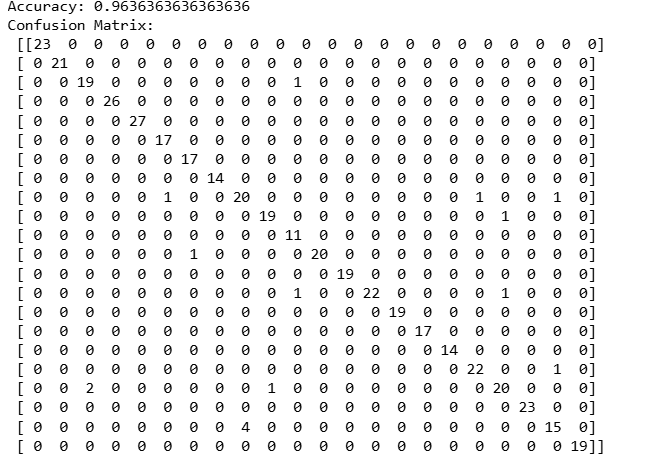 Accuracy: 0.9636363636363636
Confusion Matrix:
[[23 0 0 0 0 0 0 0 0 0 0 0 0 0 0 0 0 0 0 0 0 0]
[ 0 21 0 0 0 0 0 0 0 0 0 0 0 0 0 0 0 0 0 0 0 0]
[ 0 0 19 0 0 0 0 0 0 0 1 0 0 0 0 0 0 0 0 0 0 0]
[ 0 0 0 26 0 0 0 0 0 0 0 0 0 0 0 0 0 0 0 0 0 0]
[ 0 0 0 0 27 0 0 0 0 0 0 0 0 0 0 0 0 0 0 0 0 0]
[ 0 0 0 0 0 17 0 0 0 0 0 0 0 0 0 0 0 0 0 0 0 0]
[ 0 0 0 0 0 0 17 0 0 0 0 0 0 0 0 0 0 0 0 0 0 0]
[ 0 0 0 0 0 0 0 14 0 0 0 0 0 0 0 0 0 0 0 0 0 0]
[ 0 0 0 0 0 1 0 0 20 0 0 0 0 0 0 0 0 1 0 0 1 0]
[ 0 0 0 0 0 0 0 0 0 19 0 0 0 0 0 0 0 0 1 0 0 0]
[ 0 0 0 0 0 0 0 0 0 0 11 0 0 0 0 0 0 0 0 0 0 0]
[ 0 0 0 0 0 0 1 0 0 0 0 20 0 0 0 0 0 0 0 0 0 0]
[ 0 0 0 0 0 0 0 0 0 0 0 0 19 0 0 0 0 0 0 0 0 0]
[ 0 0 0 0 0 0 0 0 0 0 1 0 0 22 0 0 0 0 1 0 0 0]
[ 0 0 0 0 0 0 0 0 0 0 0 0 0 0 19 0 0 0 0 0 0 0]
[ 0 0 0 0 0 0 0 0 0 0 0 0 0 0 0 17 0 0 0 0 0 0]
[ 0 0 0 0 0 0 0 0 0 0 0 0 0 0 0 0 14 0 0 0 0 0]
[ 0 0 0 0 0 0 0 0 0 0 0 0 0 0 0 0 0 22 0 0 1 0]
[ 0 0 2 0 0 0 0 0 0 1 0 0 0 0 0 0 0 0 20 0 0 0]
[ 0 0 0 0 0 0 0 0 0 0 0 0 0 0 0 0 0 0 0 23 0 0]
[ 0 0 0 0 0 0 0 0 4 0 0 0 0 0 0 0 0 0 0 0 15 0]
[ 0 0 0 0 0 0 0 0 0 0 0 0 0 0 0 0 0 0 0 0 0 19]]